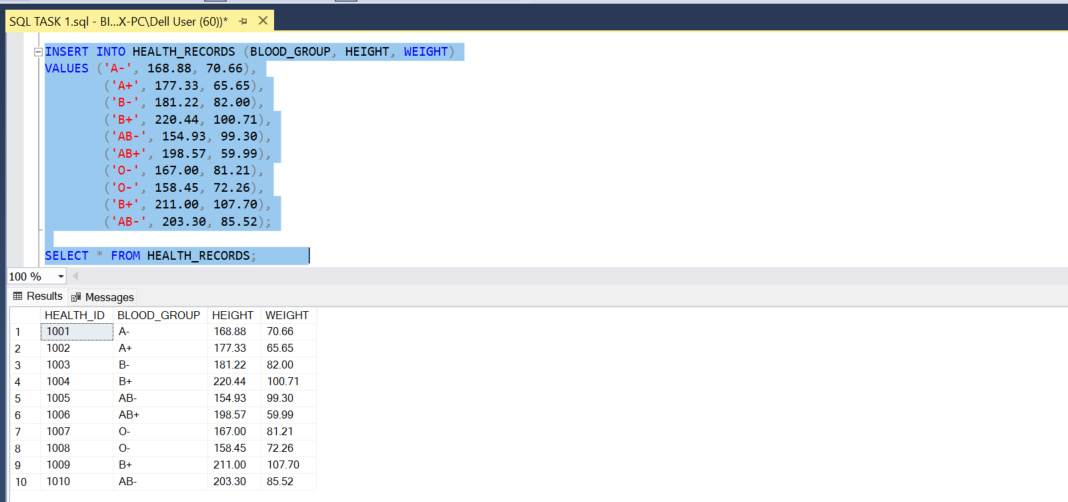 SQL TASK 1.sql - BI...X-PC\Dell User (60))*
INSERT INTO HEALTH_RECORDS (BLOOD_GROUP, HEIGHT, WEIGHT)
VALUES ('A-', 168.88, 70.66),
('A+', 177.33, 65.65),
('B-', 181.22, 82.00),
('B+', 220.44, 100.71),
('AB-', 154.93, 99.30),
('AB+', 198.57, 59.99),
('O-', 167.00, 81.21),
('O-', 158.45, 72.26),
('B+', 211.00, 107.70),
('AB-', 203.30, 85.52);
SELECT * FROM HEALTH_RECORDS;
100 %
Results Messages
HEALTH_ID BLOOD_GROUP HEIGHT WEIGHT
1 1001 A- 168.88 70.66
2 1002 A+ 177.33 65.65
3 1003 B- 181.22 82.00
4 1004 B+ 220.44 100.71
5 1005 AB- 154.93 99.30
6 1006 AB+ 198.57 59.99
7 1007 O- 167.00 81.21
8 1008 O- 158.45 72.26
9 1009 B+ 211.00 107.70
10 1010 AB- 203.30 85.52